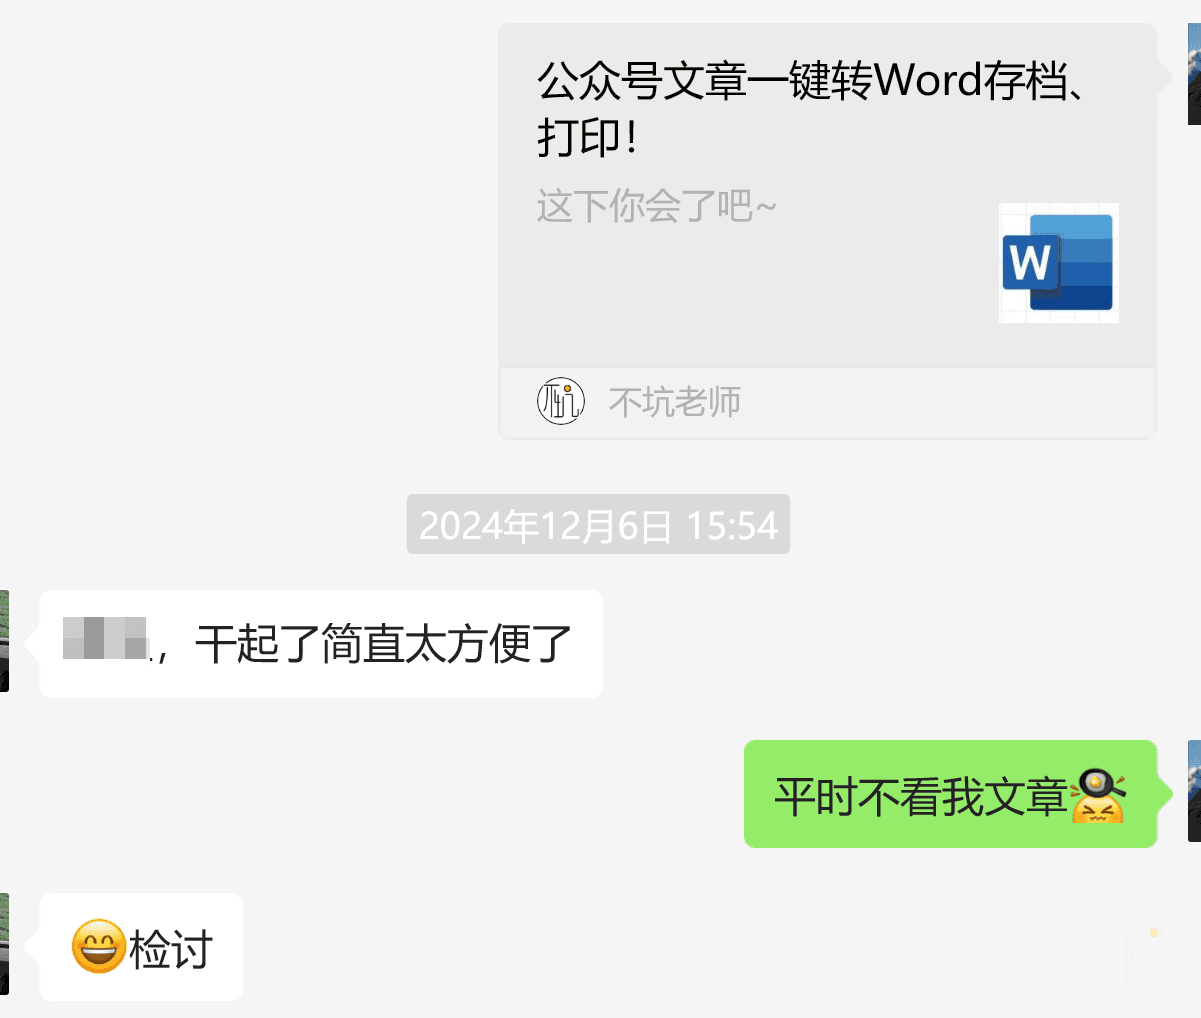 公众号文章一键转Word存档、
打印！
这下你会了吧~
W
不坑老师
2024年12月6日 15:54
，干起了简直太方便了
平时不看我文章
检讨